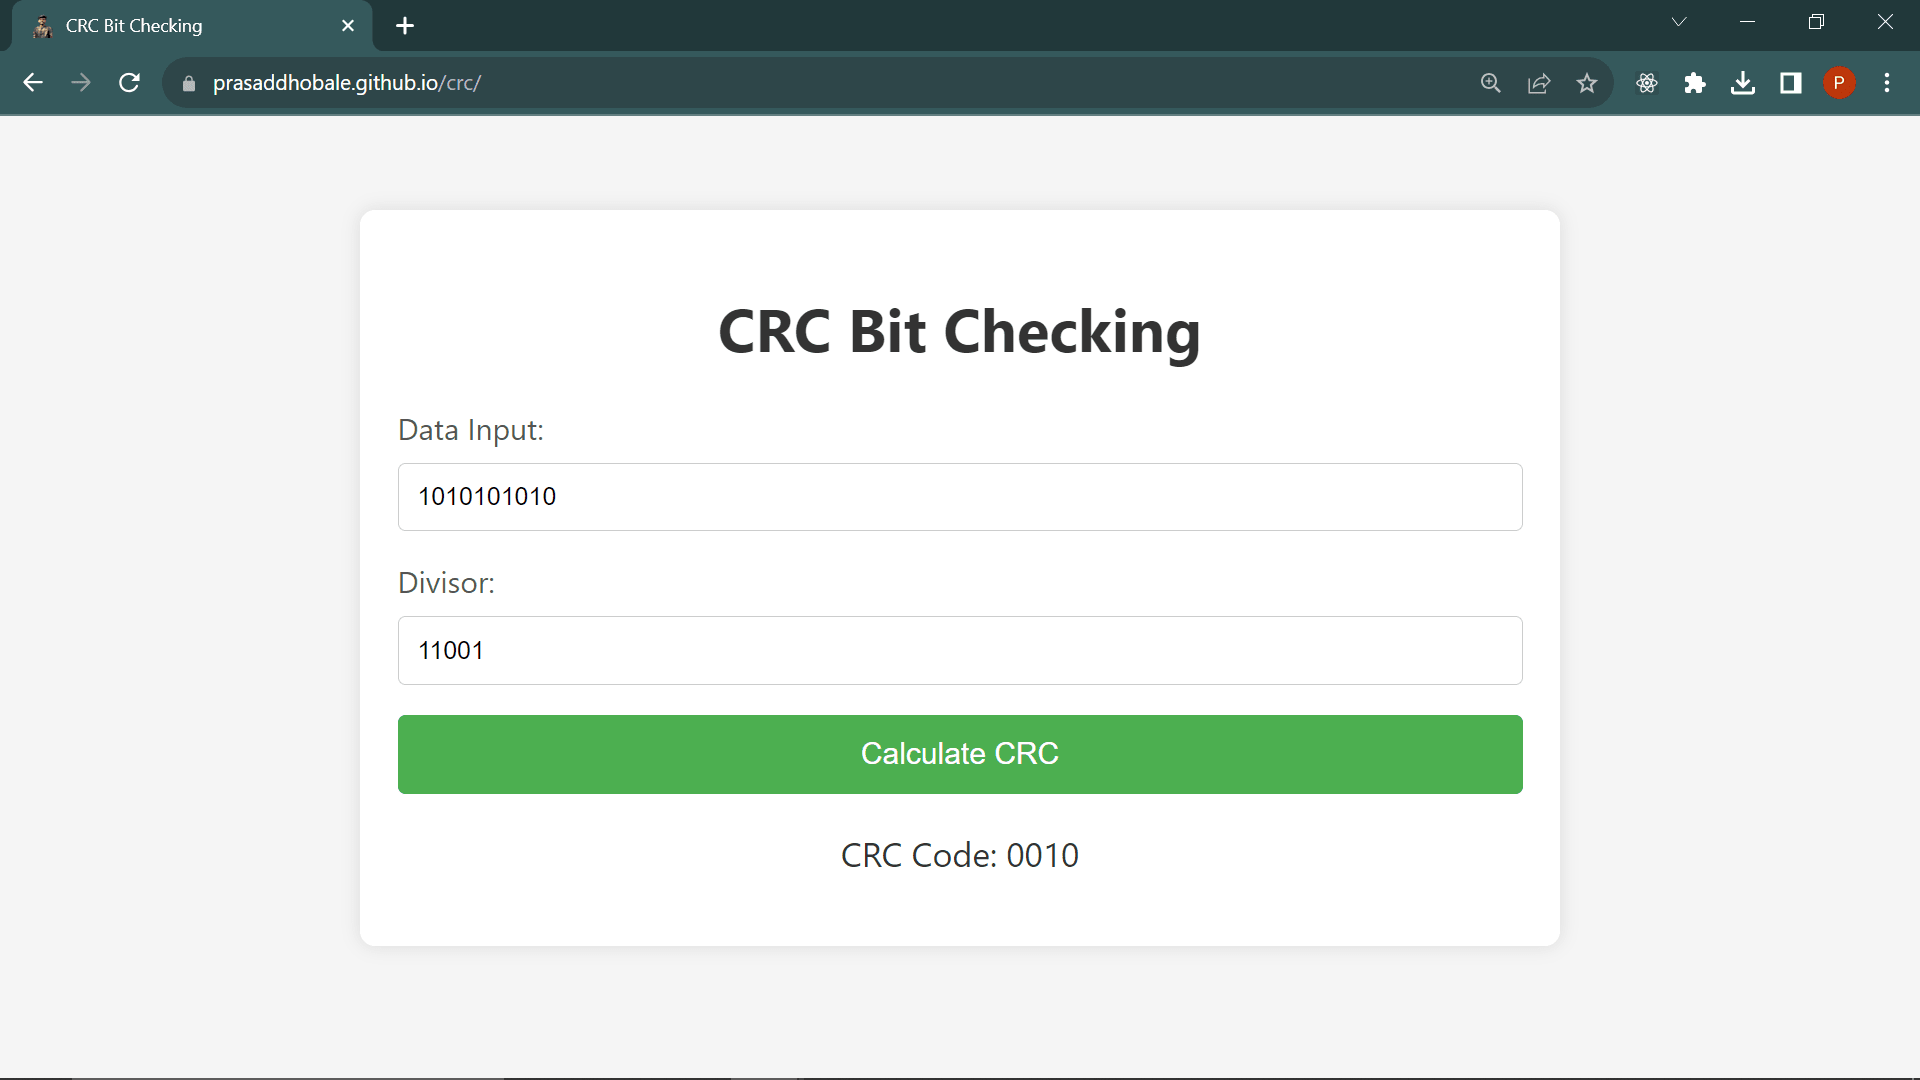 CRC Bit Checking
prasaddhobale.github.io/crc/
P
CRC Bit Checking
Data Input:
1010101010
Divisor:
11001
Calculate CRC
CRC Code: 0010